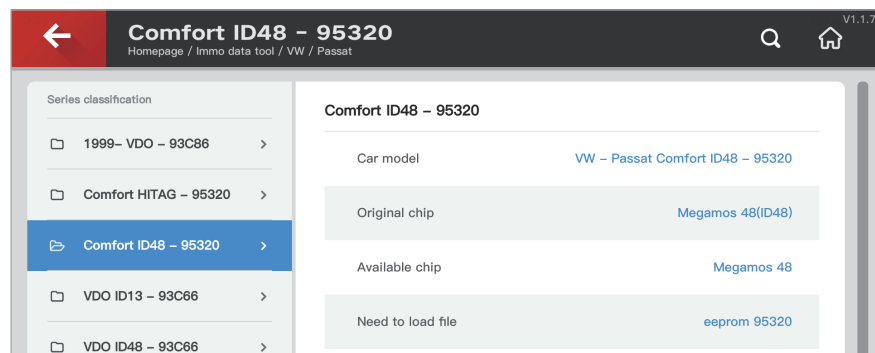 Comfort ID48 – 95320
Homepage / Immo data tool / VW / Passat
V1.1.7
Series classification
1999– VDO – 93C86
Comfort HITAG – 95320
Comfort ID48 – 95320
VDO ID13 – 93C66
VDO ID48 – 93C66
Comfort ID48 – 95320
Car model VW – Passat Comfort ID48 – 95320
Original chip Megamos 48(ID48)
Available chip Megamos 48
Need to load file eeprom 95320